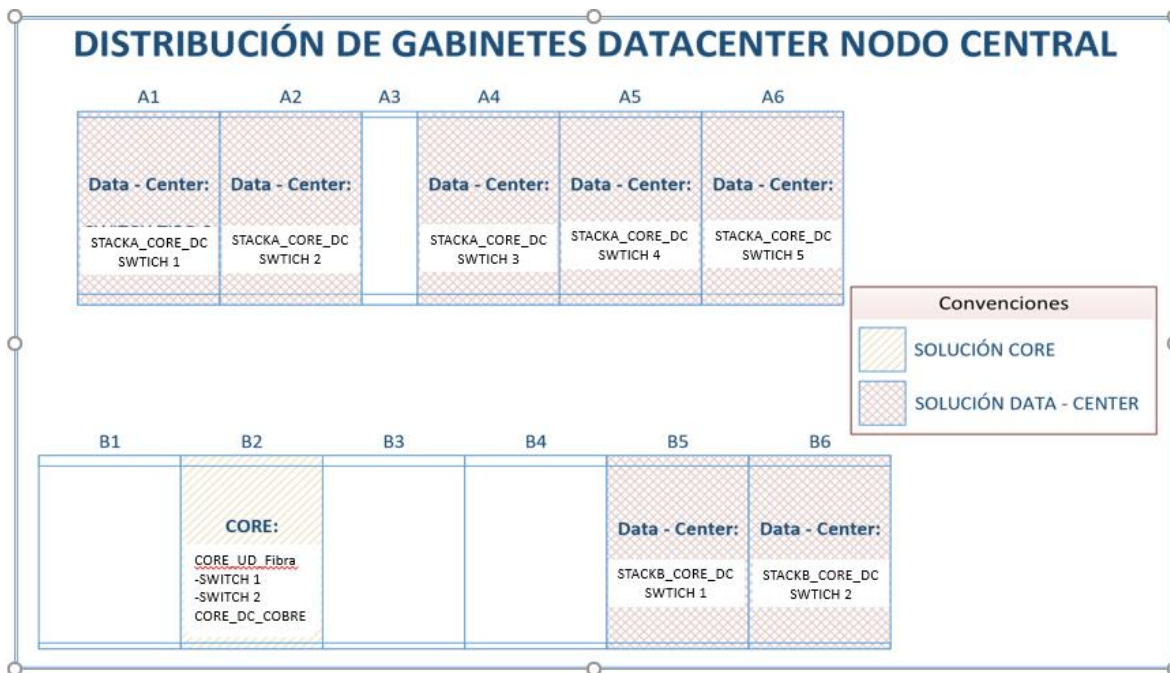 DISTRIBUCIÓN DE GABINETES DATACENTER NODO CENTRAL
A1 A2 A3 A4 A5 A6
Data - Center:
STACKA_CORE_DC
SWTICH 1
Data - Center:
STACKA_CORE_DC
SWTICH 2
Data - Center:
STACKA_CORE_DC
SWTICH 3
Data - Center:
STACKA_CORE_DC
SWTICH 4
Data - Center:
STACKA_CORE_DC
SWTICH 5
Convenciones
SOLUCIÓN CORE
SOLUCIÓN DATA - CENTER
B1 B2 B3 B4 B5 B6
CORE:
CORE_UD_Fibra
-SWITCH 1
-SWITCH 2
CORE_DC_COBRE
Data - Center:
STACKB_CORE_DC
SWTICH 1
Data - Center:
STACKB_CORE_DC
SWTICH 2